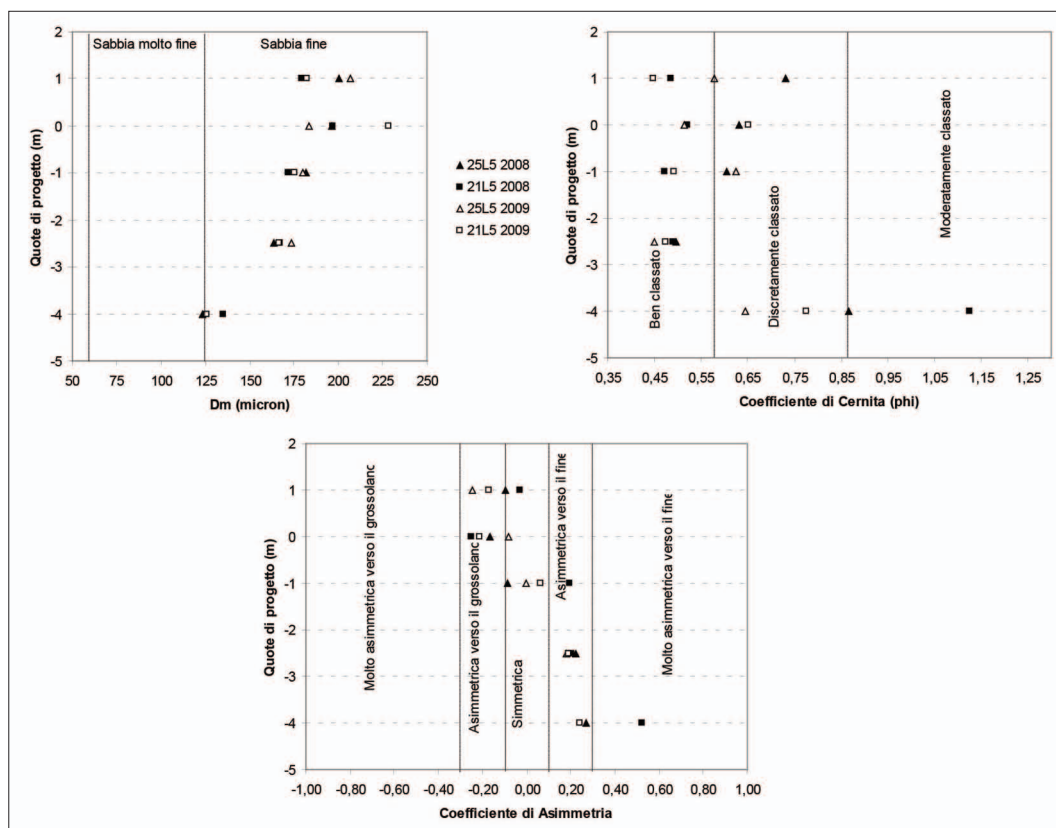 Sabbia molto fine
Sabbia fine
2
1
0
-1
-2
-3
-4
-5
Quote di progetto (m)
50 75 100 125 150 175 200 225 250
Dm (micron)
25L5 2008
21L5 2008
25L5 2009
21L5 2009
2
1
0
-1
-2
-3
-4
-5
Quote di progetto (m)
Ben classato
Discretamente classato
Moderatamente classato
0,35 0,45 0,55 0,65 0,75 0,85 0,95 1,05 1,15 1,25
Coefficiente di Cernita (phi)
2
1
0
-1
-2
-3
-4
-5
Quote di progetto (m)
Molto asimmetrica verso il grossolano
Asimmetrica verso il grossolano
Simmetrica
Asimmetrica verso il fine
Molto asimmetrica verso il fine
-1,00 -0,80 -0,60 -0,40 -0,20 0,00 0,20 0,40 0,60 0,80 1,00
Coefficiente di Asimmetria